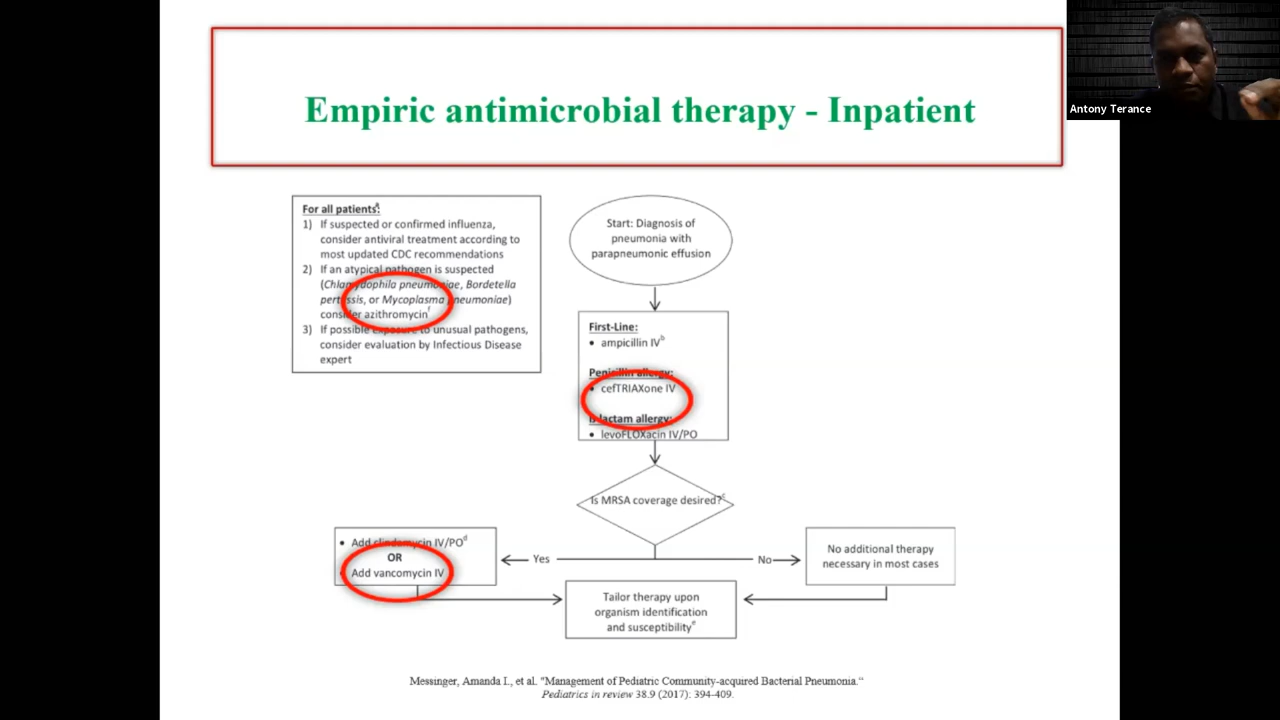 Empiric antimicrobial therapy - Inpatient
Antony Terance
For all patientsᵃ:
1) If suspected or confirmed influenza,
consider antiviral treatment according to
most updated CDC recommendations
2) If an atypical pathogen is suspected
(Chlamydophila pneumoniae, Bordetella
pertussis, or Mycoplasma pneumoniae)
consider azithromycinᶠ
3) If possible exposure to unusual pathogens,
consider evaluation by Infectious Disease
expert
Start: Diagnosis of
pneumonia with
parapneumonic effusion
First-Line:
• ampicillin IVᵇ
Penicillin allergy:
• cefTRIAXone IV
ß lactam allergy:
• levoFLOXacin IV/PO
Is MRSA coverage desired?ᶜ
• Add clindamycin IV/POᵈ
OR
Add vancomycin IV
Yes
No
No additional therapy
necessary in most cases
Tailor therapy upon
organism identification
and susceptibilityᵉ
Messinger, Amanda I., et al. "Management of Pediatric Community-acquired Bacterial Pneumonia."
Pediatrics in review 38.9 (2017): 394-409.